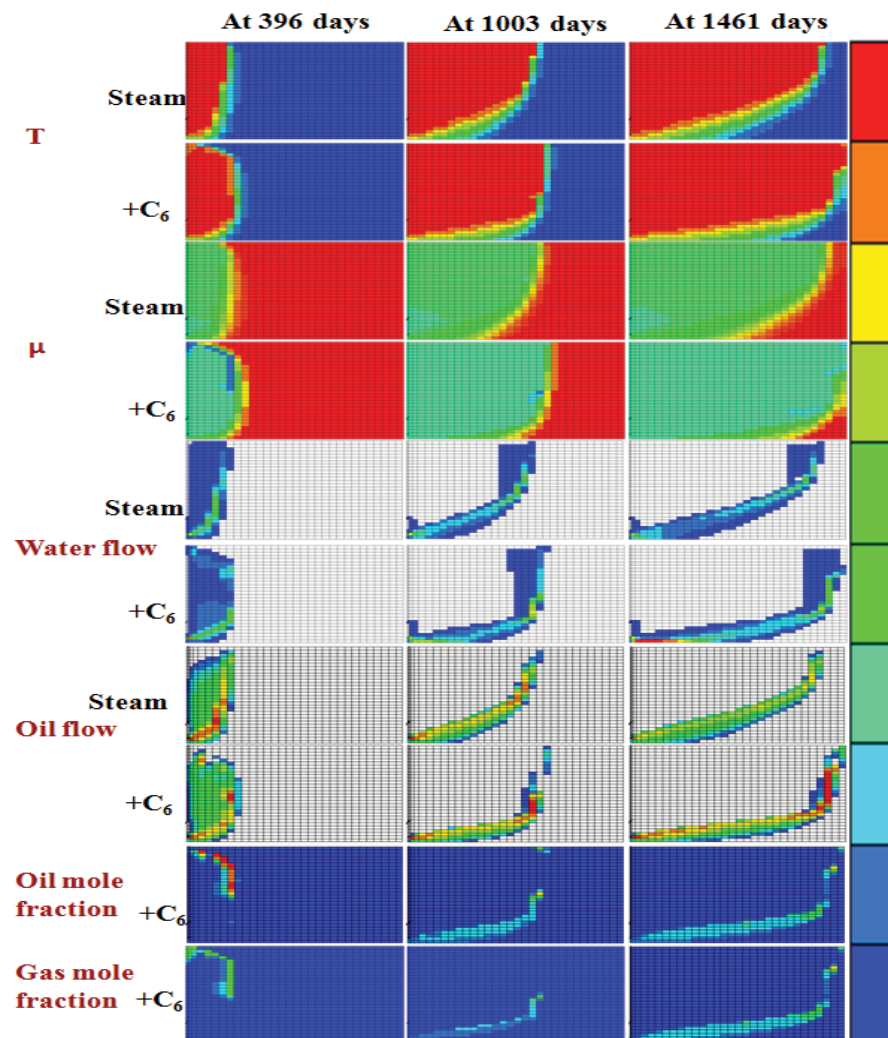 At 396 days At 1003 days At 1461 days
Steam
T
+C6
Steam
μ
+C6
Steam
Water flow
+C6
Steam
Oil flow
+C6
Oil mole
fraction +C6
Gas mole
fraction +C6